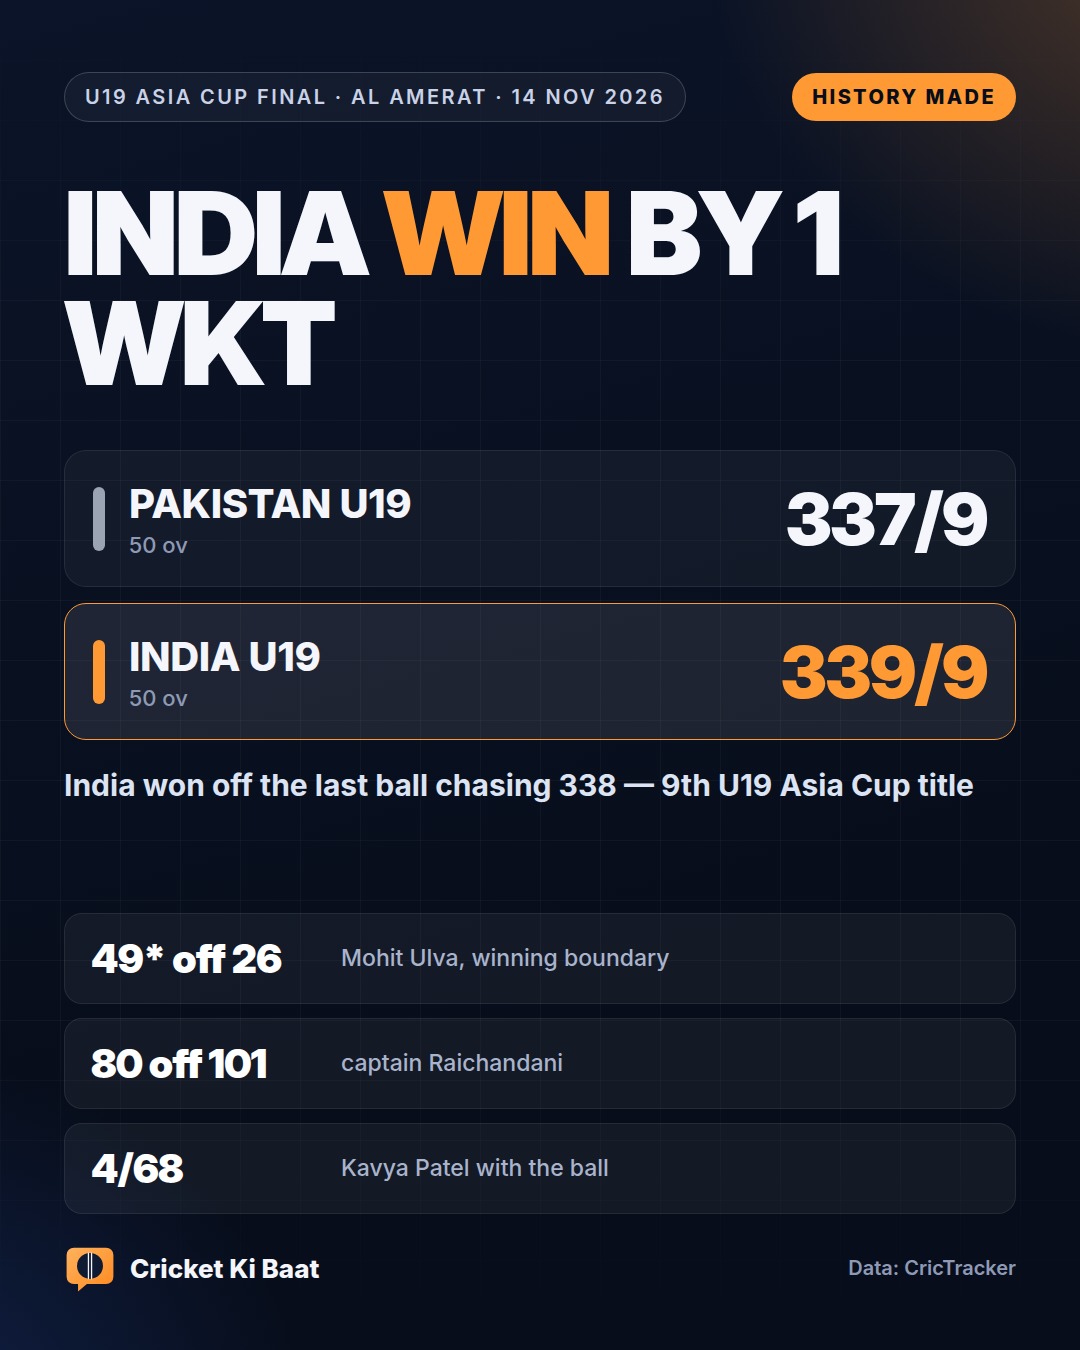 U19 ASIA CUP FINAL · AL AMERAT · 14 NOV 2026
HISTORY MADE
INDIA WIN BY 1
WKT
PAKISTAN U19
50 ov
337/9
INDIA U19
50 ov
339/9
India won off the last ball chasing 338 — 9th U19 Asia Cup title
49* off 26
Mohit Ulva, winning boundary
80 off 101
captain Raichandani
4/68
Kavya Patel with the ball
Cricket Ki Baat
Data: CricTracker